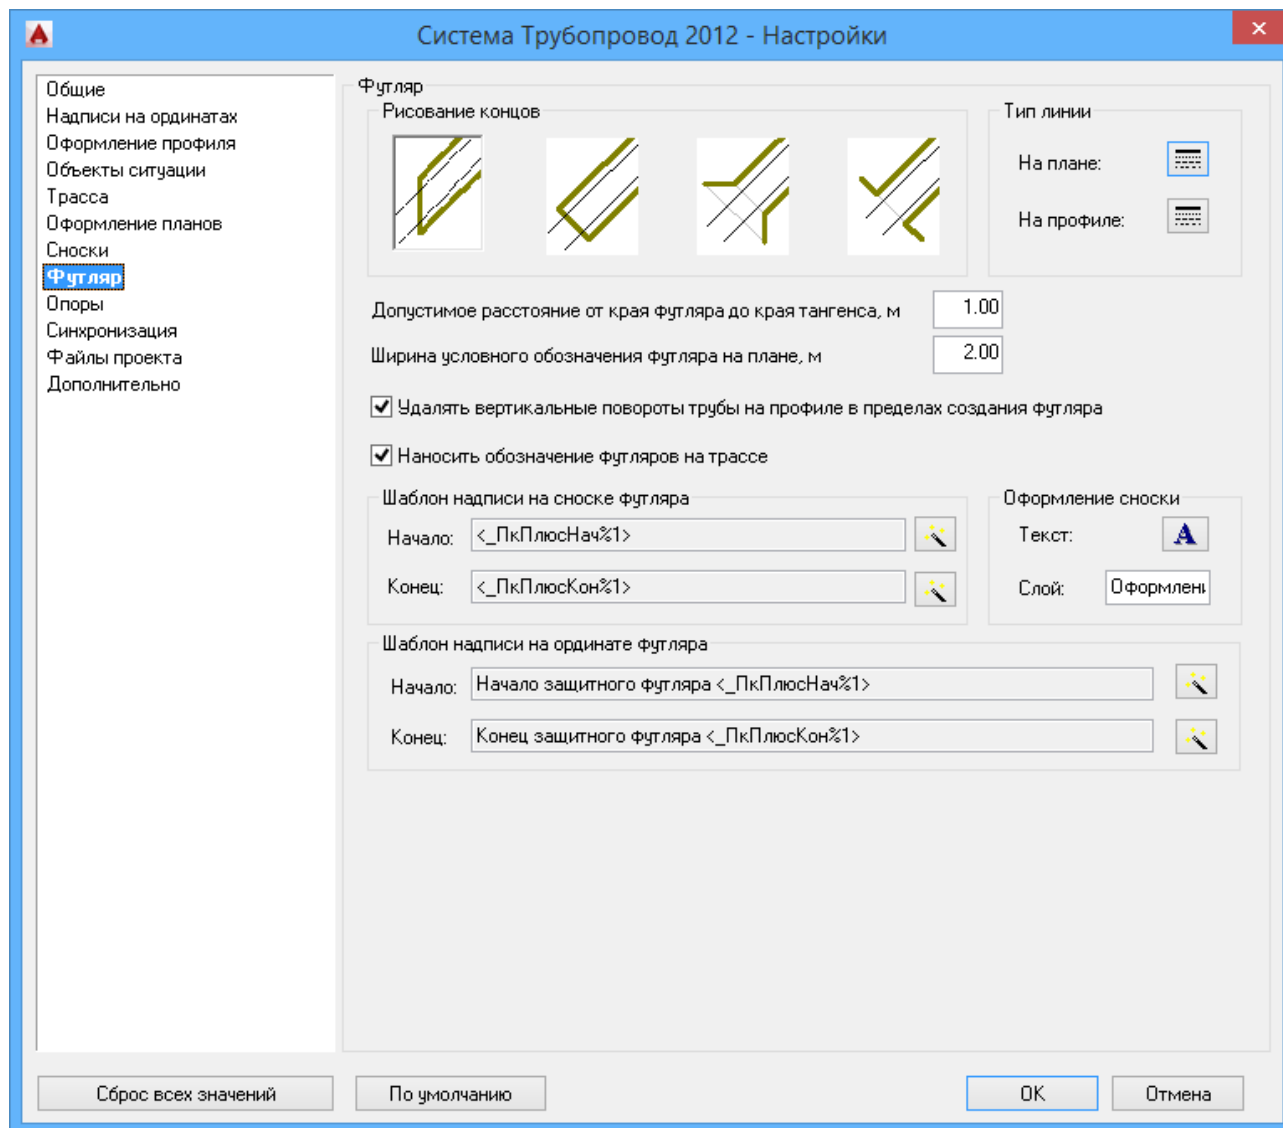 Система Трубопровод 2012 - Настройки
Общие
Надписи на ординатах
Оформление профиля
Объекты ситуации
Трасса
Оформление планов
Сноски
Футляр
Опоры
Синхронизация
Файлы проекта
Дополнительно
Футляр
Рисование концов
Тип линии
На плане:
На профиле:
Допустимое расстояние от края футляра до края тангенса, м 1.00
Ширина условного обозначения футляра на плане, м 2.00
Удалять вертикальные повороты трубы на профиле в пределах создания футляра
Наносить обозначение футляров на трассе
Шаблон надписи на сноске футляра
Начало: <_ПкПлюсНач%1>
Конец: <_ПкПлюсКон%1>
Оформление сноски
Текст: A
Слой: Оформлени
Шаблон надписи на ординате футляра
Начало: Начало защитного футляра <_ПкПлюсНач%1>
Конец: Конец защитного футляра <_ПкПлюсКон%1>
Сброс всех значений
По умолчанию
OK
Отмена